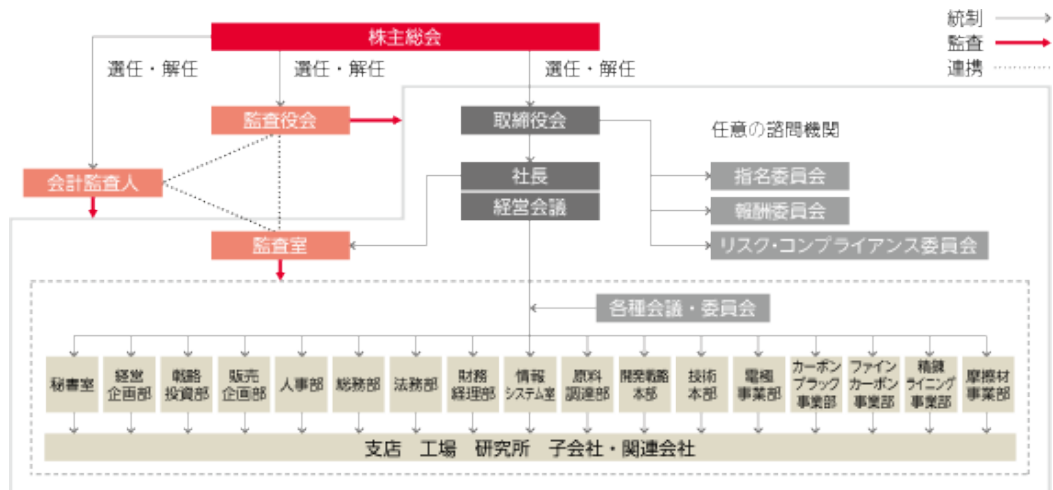 株主総会
統制
監査
連携
選任・解任
選任・解任
選任・解任
監査役会
取締役会
任意の諮問機関
会計監査人
社長
指名委員会
経営会議
報酬委員会
監査室
リスク・コンプライアンス委員会
各種会議・委員会
秘書室
経営
企画部
戦略
投資部
販売
企画部
人事部
総務部
法務部
財務
経理部
情報
システム室
原料
調達部
開発戦略
本部
技術
本部
電極
事業部
カーボン
ブラック
事業部
ファイン
カーボン
事業部
精錬
ライニング
事業部
摩擦材
事業部
支店 工場 研究所 子会社・関連会社